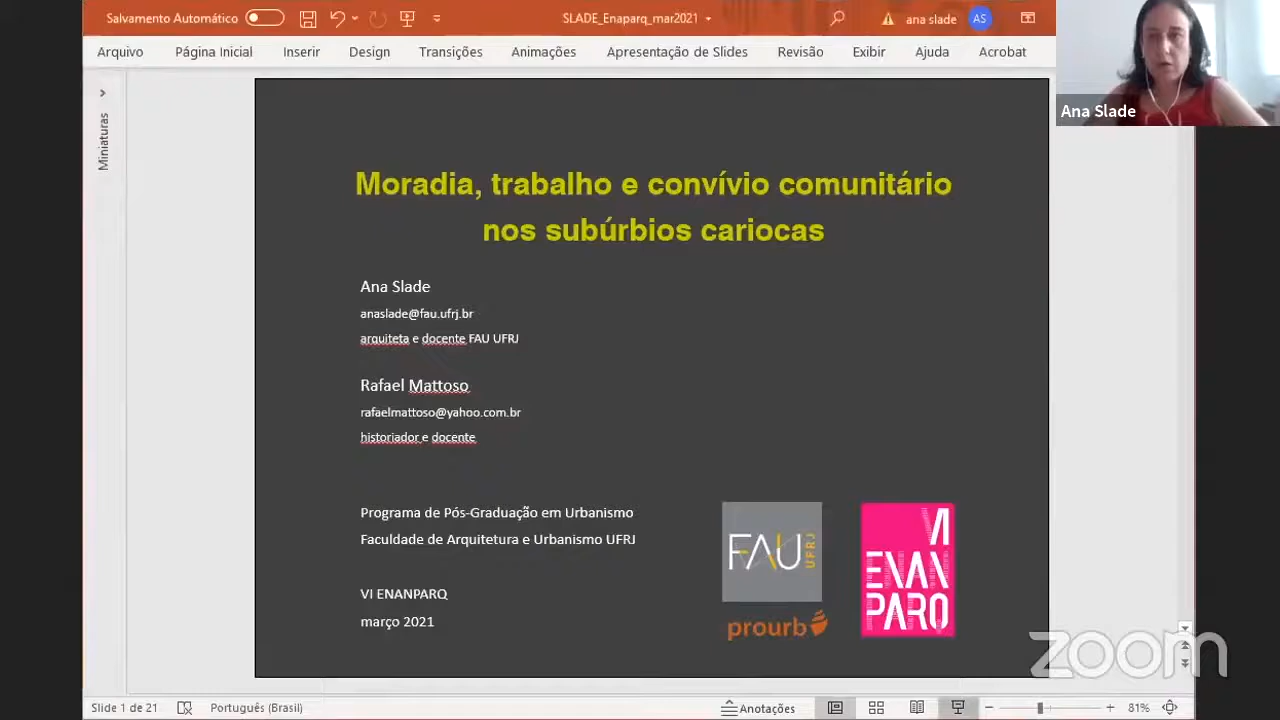 Salvamento Automático
SLADE_Enaparq_mar2021
ana slade
AS
Arquivo
Página Inicial
Inserir
Design
Transições
Animações
Apresentação de Slides
Revisão
Exibir
Ajuda
Acrobat
Ana Slade
Miniaturas
Moradia, trabalho e convívio comunitário
nos subúrbios cariocas
Ana Slade
anaslade@fau.ufrj.br
arquiteta e docente FAU UFRJ
Rafael Mattoso
rafaelmattoso@yahoo.com.br
historiador e docente
Programa de Pós-Graduação em Urbanismo
Faculdade de Arquitetura e Urbanismo UFRJ
VI ENANPARQ
março 2021
FAU
UFRJ
prourb
VI
ENAN
PARQ
zoom
Slide 1 de 21
Português (Brasil)
Anotações
81%